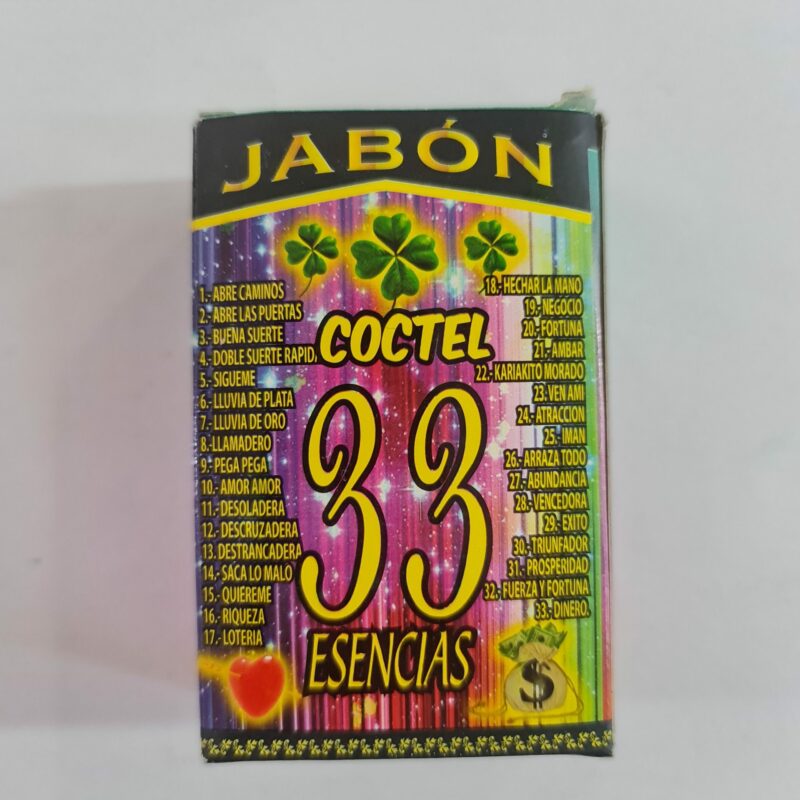 JABÓN
1.- ABRE CAMINOS
2.- ABRE LAS PUERTAS
3.- BUENA SUERTE
4.- DOBLE SUERTE RAPID
5.- SIGUEME
6.- LLUVIA DE PLATA
7.- LLUVIA DE ORO
8.-LLAMADERO
9.- PEGA PEGA
10.- AMOR AMOR
11.- DESOLADERA
12.- DESCRUZADERA
13. DESTRANCADERA
14.- SACA LO MALO
15.- QUIEREME
16.- RIQUEZA
17.- LOTERIA
COCTEL
33
ESENCIAS
18.- HECHAR LA MANO
19.- NEGOCIO
20.- FORTUNA
21.- AMBAR
22.- KARIAKITO MORADO
23.- VEN AMI
24.- ATRACCION
25.- IMAN
26.- ARRAZA TODO
27.- ABUNDANCIA
28.- VENCEDORA
29.- EXITO
30.- TRIUNFADOR
31.- PROSPERIDAD
32.- FUERZA Y FORTUNA
33.- DINERO.
$